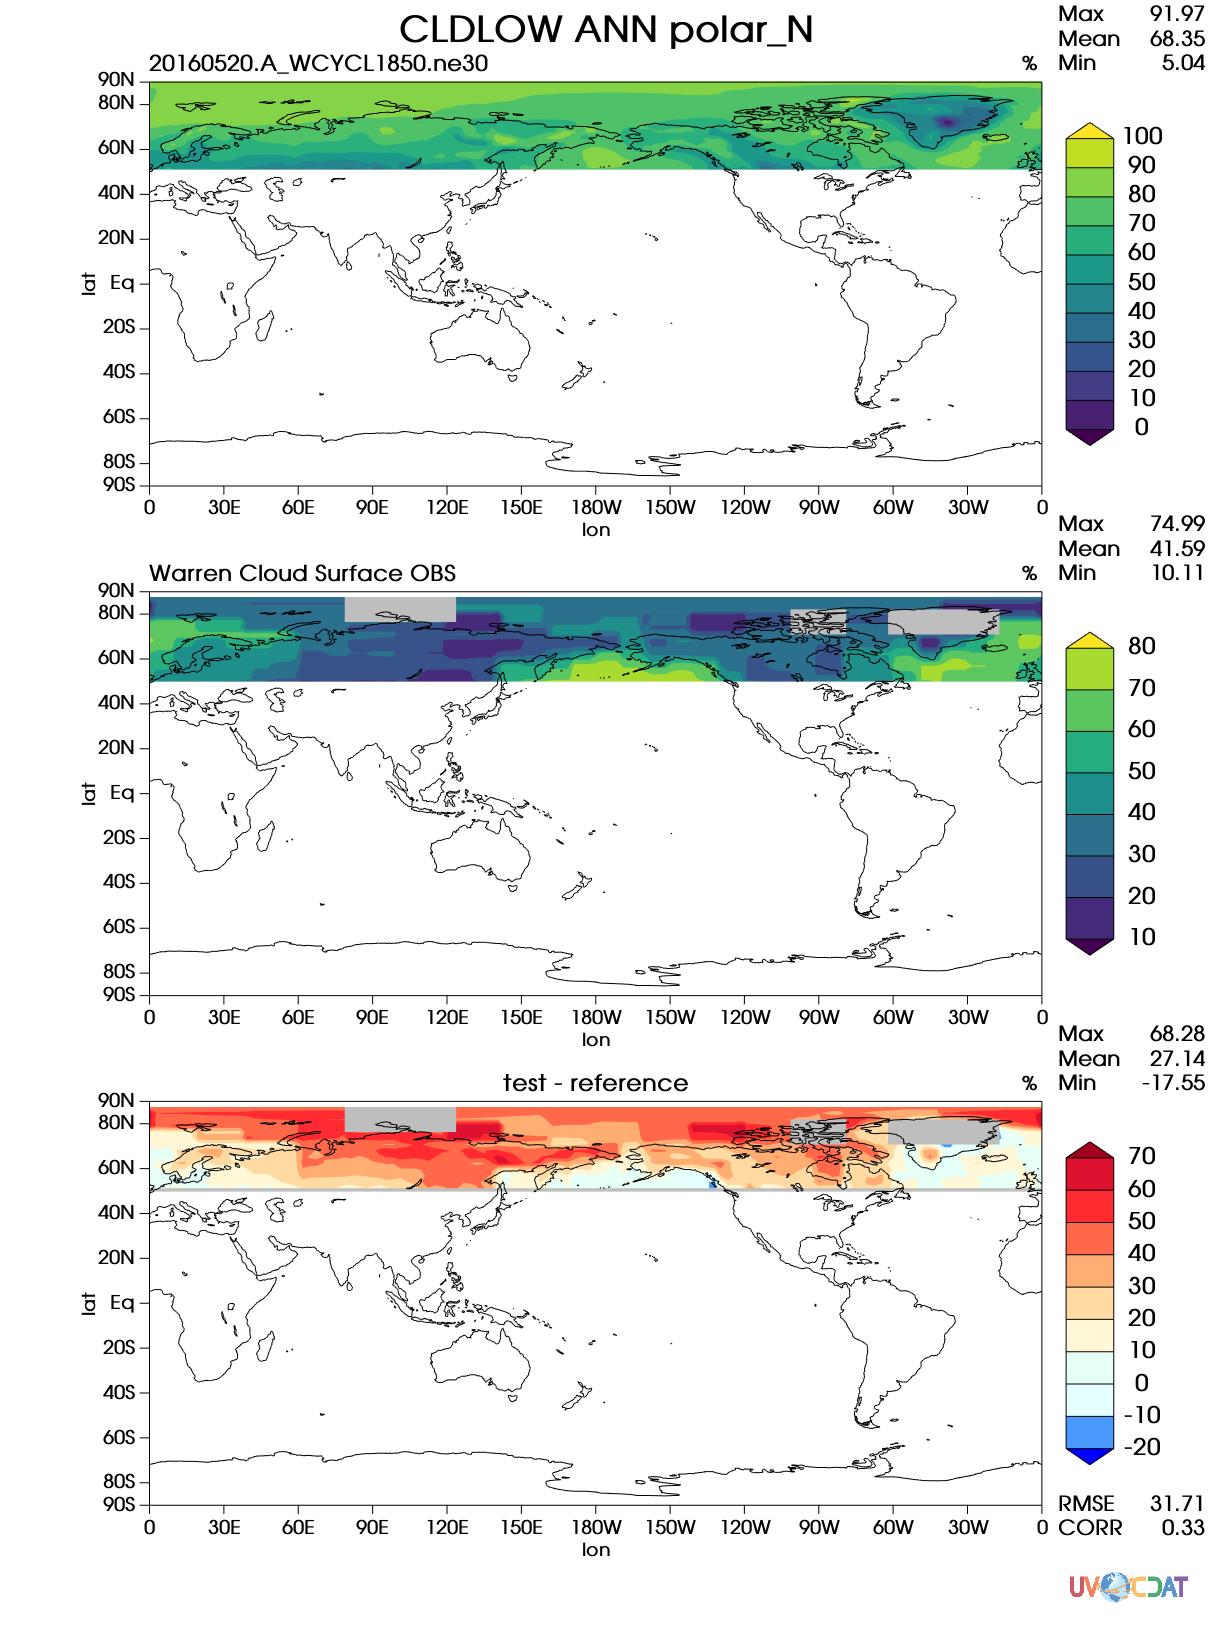 CLDLOW ANN polar_N
Max 91.97
Mean 68.35
Min 5.04
20160520.A_WCYCL1850.ne30 %
90N
80N
60N
40N
20N
Eq
20S
40S
60S
80S
90S
lat
0 30E 60E 90E 120E 150E 180W 150W 120W 90W 60W 30W 0
lon
100
90
80
70
60
50
40
30
20
10
0
Max 74.99
Mean 41.59
Min 10.11
Warren Cloud Surface OBS %
90N
80N
60N
40N
20N
Eq
20S
40S
60S
80S
90S
lat
0 30E 60E 90E 120E 150E 180W 150W 120W 90W 60W 30W 0
lon
80
70
60
50
40
30
20
10
Max 68.28
Mean 27.14
Min -17.55
test - reference %
90N
80N
60N
40N
20N
Eq
20S
40S
60S
80S
90S
lat
0 30E 60E 90E 120E 150E 180W 150W 120W 90W 60W 30W 0
lon
70
60
50
40
30
20
10
0
-10
-20
RMSE 31.71
CORR 0.33
UV CDAT